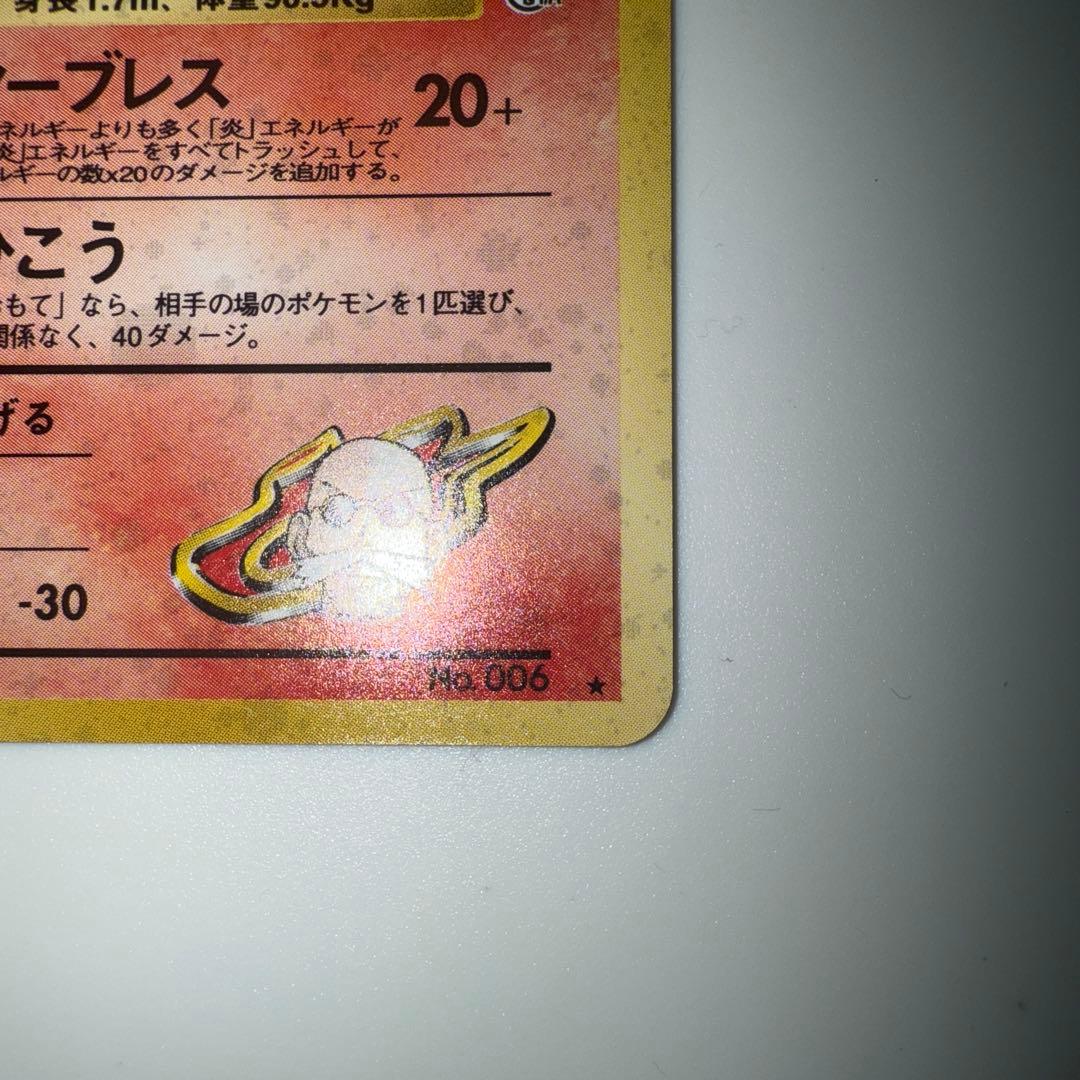 身長1.7m、体重90.5kg
ーブレス
20+
ネルギーよりも多く「炎」エネルギーが
炎」エネルギーをすべてトラッシュして、
ルギーの数x20のダメージを追加する。
こう
もて」なら、相手の場のポケモンを1匹選び、
関係なく、40ダメージ。
げる
-30
No. 006 ★